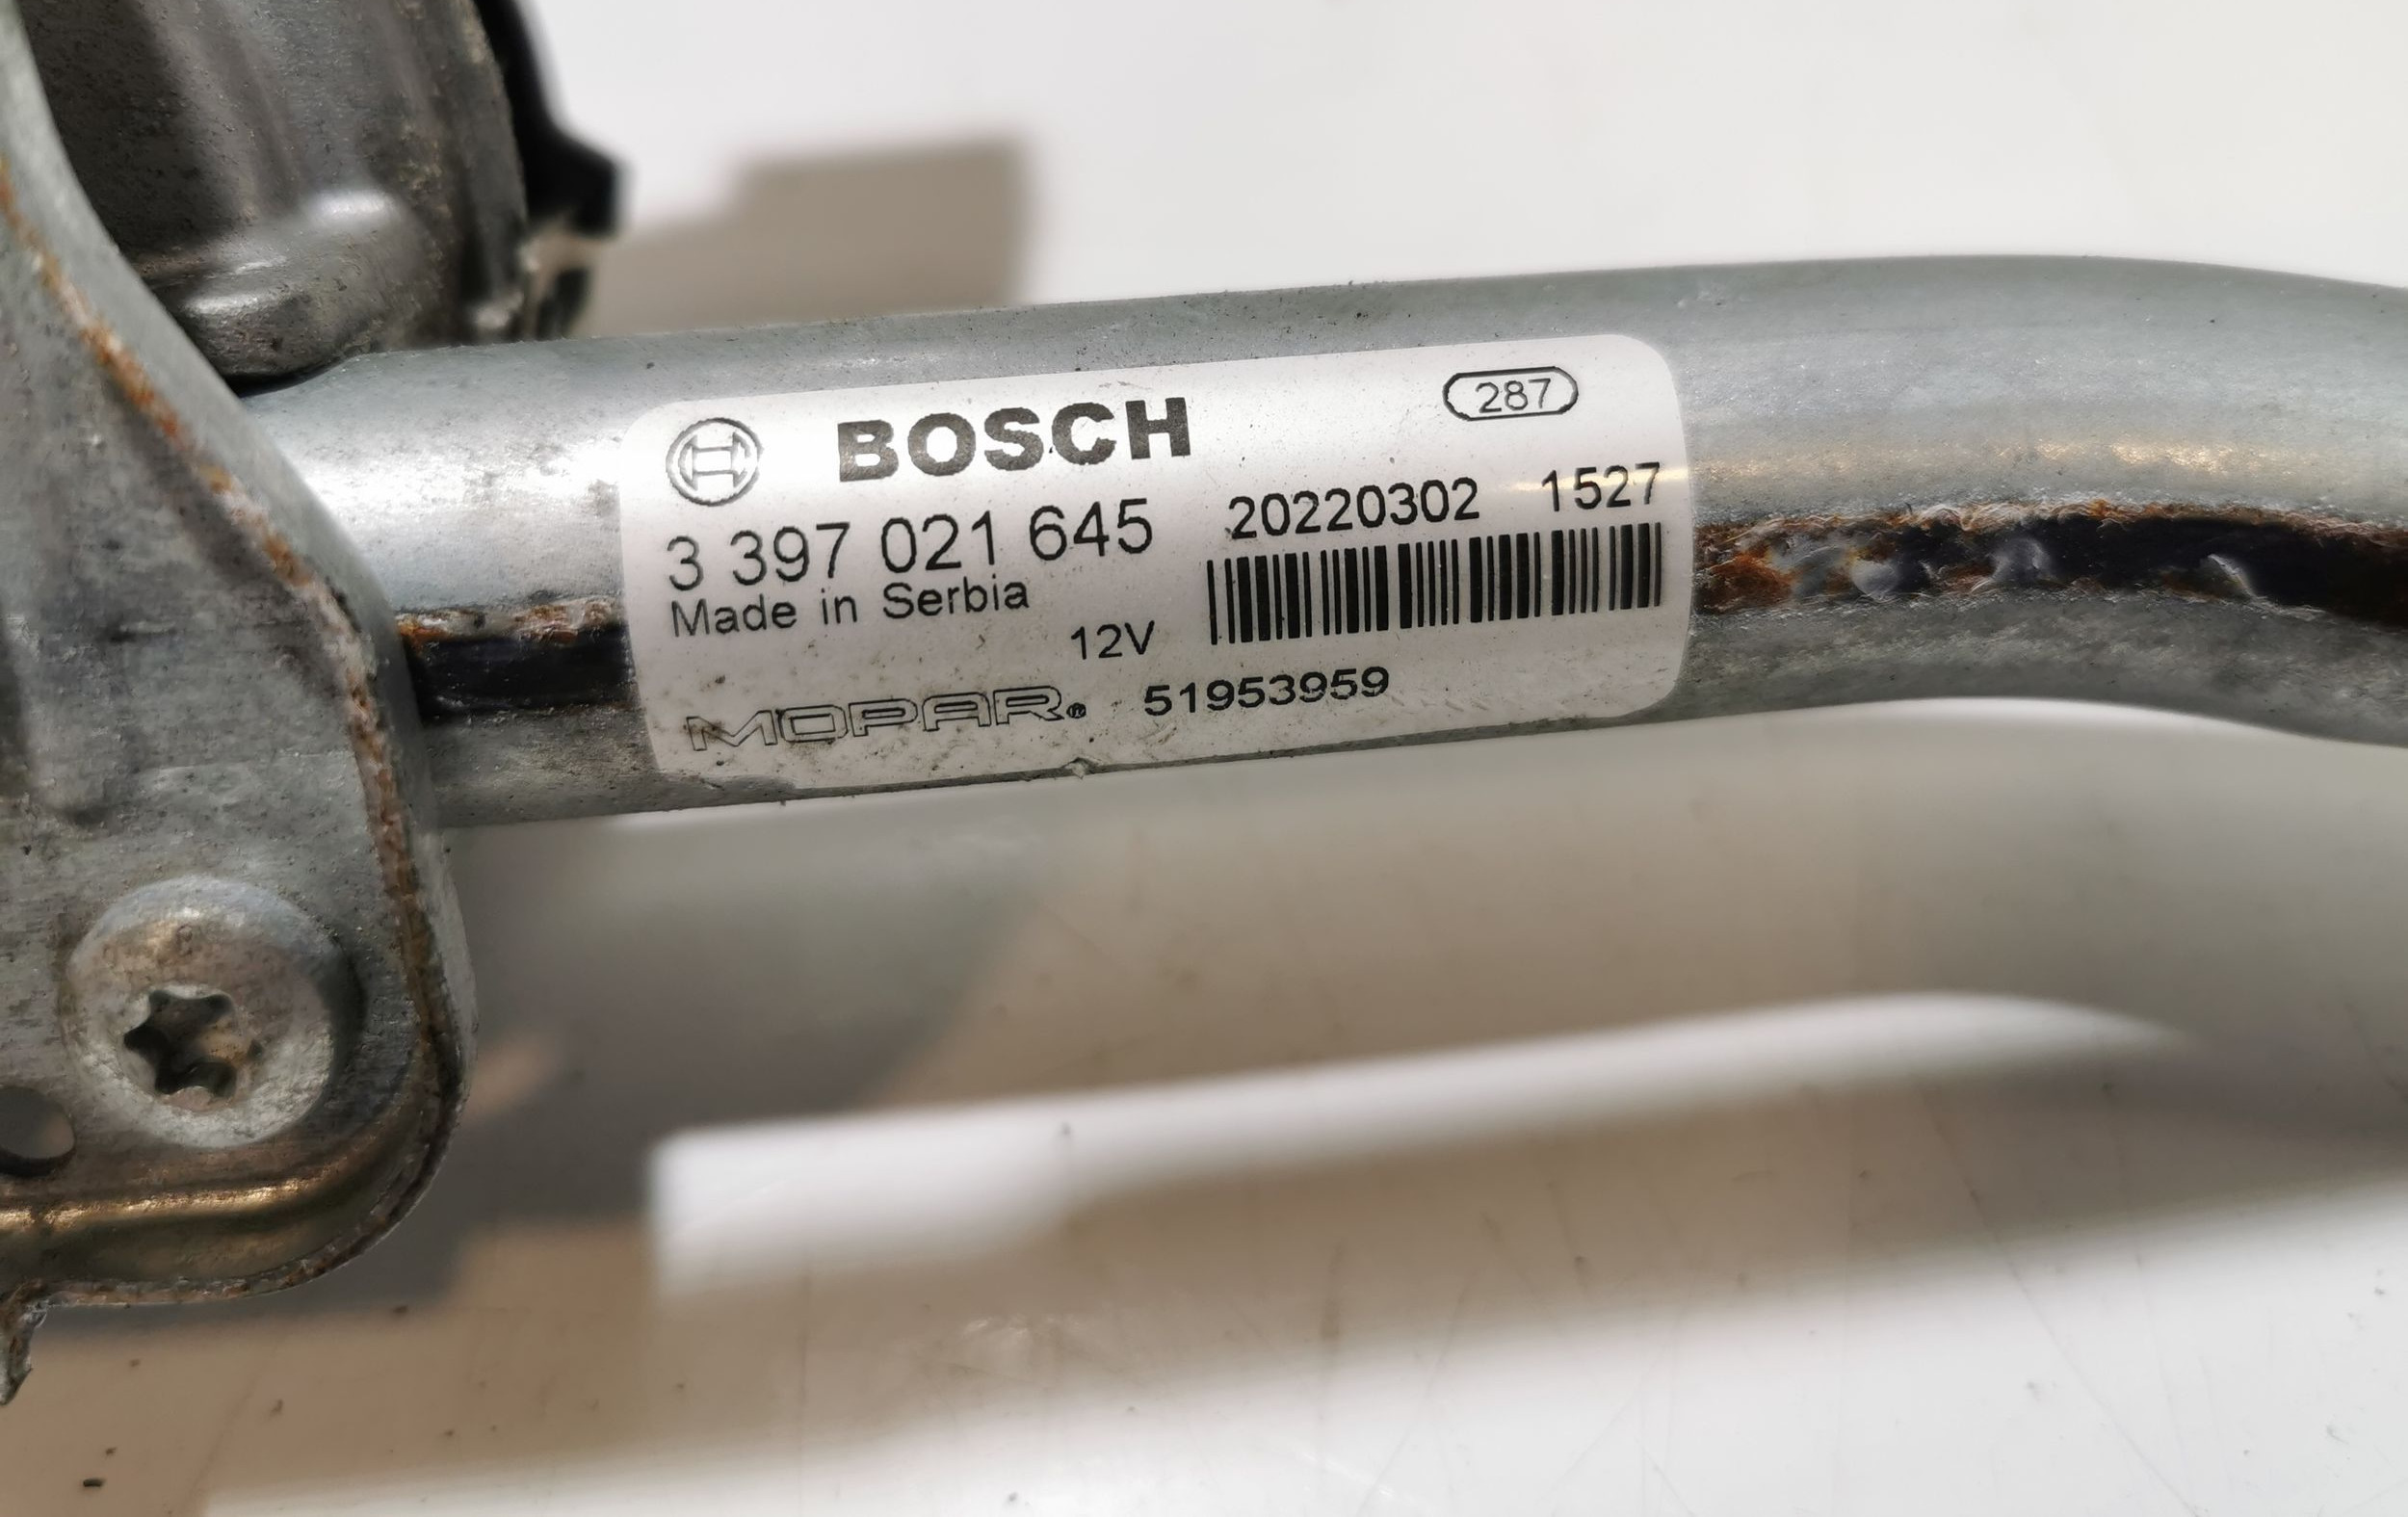 BOSCH
287
3 397 021 645
20220302 1527
Made in Serbia
12V
MOPAR® 51953959